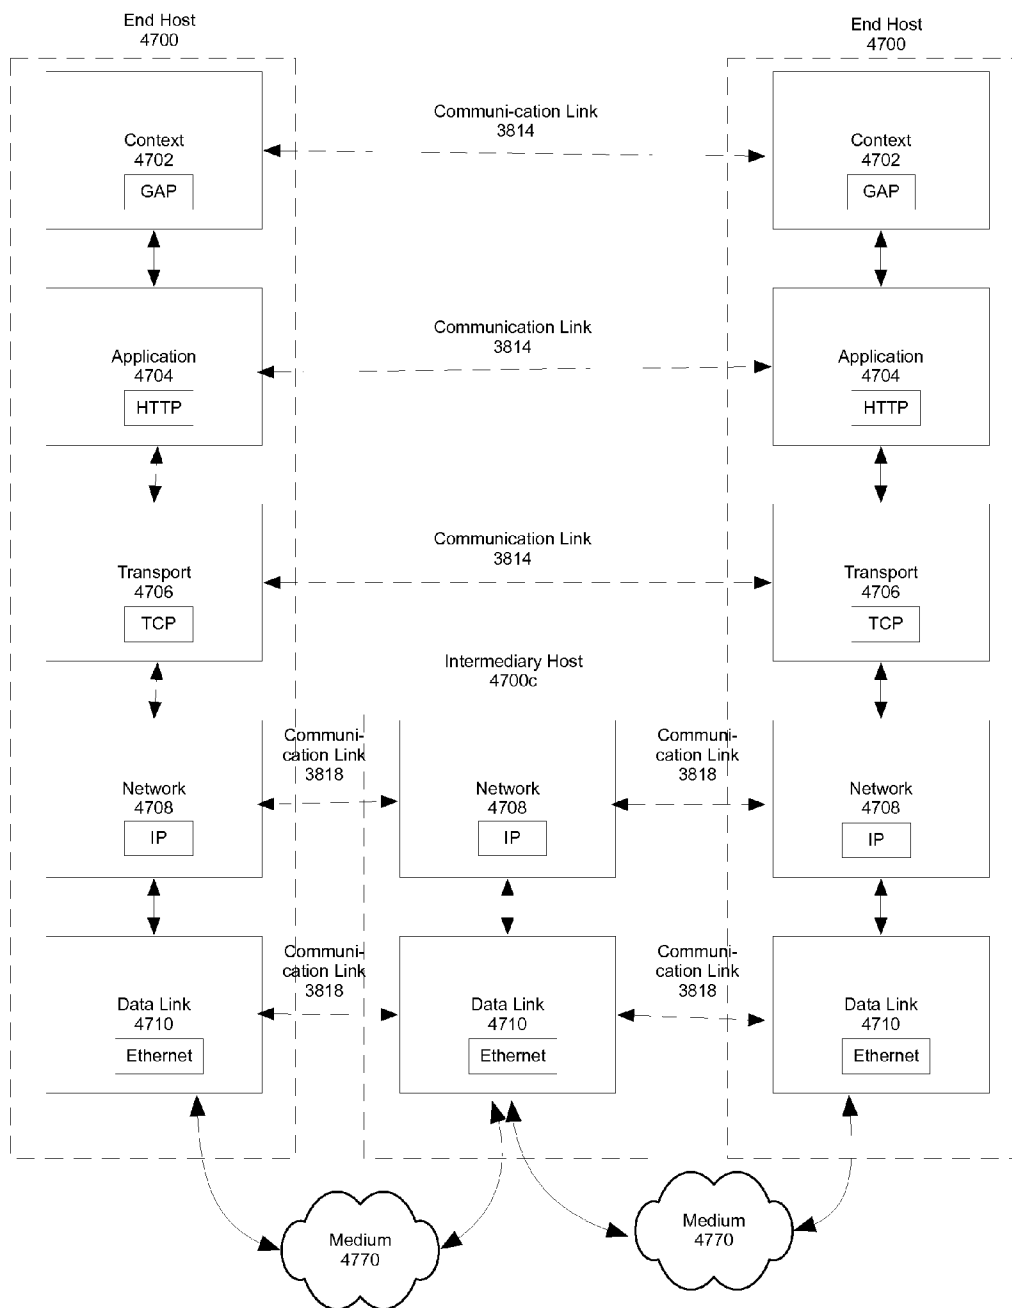 End Host
4700
End Host
4700
Communi-cation Link
3814
Context
4702
GAP
Context
4702
GAP
Communication Link
3814
Application
4704
HTTP
Application
4704
HTTP
Communication Link
3814
Transport
4706
TCP
Transport
4706
TCP
Intermediary Host
4700c
Communi-
cation Link
3818
Communi-
cation Link
3818
Network
4708
IP
Network
4708
IP
Network
4708
IP
Communi-
cation Link
3818
Communi-
cation Link
3818
Data Link
4710
Ethernet
Data Link
4710
Ethernet
Data Link
4710
Ethernet
Medium
4770
Medium
4770